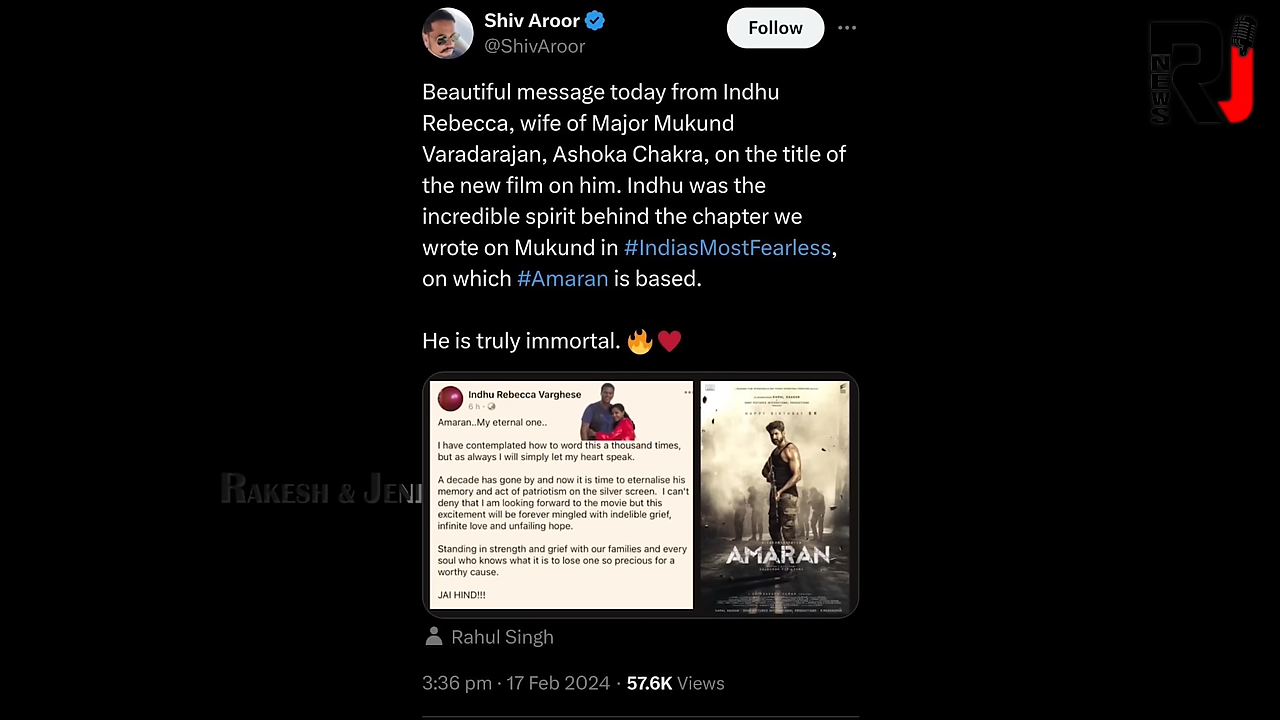 Shiv Aroor
@ShivAroor
Follow
RJ
NEWS
Beautiful message today from Indhu
Rebecca, wife of Major Mukund
Varadarajan, Ashoka Chakra, on the title of
the new film on him. Indhu was the
incredible spirit behind the chapter we
wrote on Mukund in #IndiasMostFearless,
on which #Amaran is based.
He is truly immortal. 🔥♥️
Indhu Rebecca Varghese
6 h ·
Amaran..My eternal one..
I have contemplated how to word this a thousand times,
but as always I will simply let my heart speak.
A decade has gone by and now it is time to eternalise his
memory and act of patriotism on the silver screen. I can't
deny that I am looking forward to the movie but this
excitement will be forever mingled with indelible grief,
infinite love and unfailing hope.
Standing in strength and grief with our families and every
soul who knows what it is to lose one so precious for a
worthy cause.
JAI HIND!!!
HAPPY BIRTHDAY SK
AMARAN
RAKESH & JENI
Rahul Singh
3:36 pm · 17 Feb 2024 · 57.6K Views